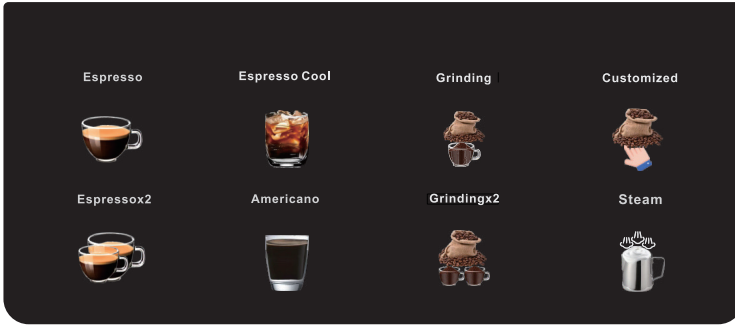 Espresso
Espresso Cool
Grinding
Customized
Espressox2
Americano
Grindingx2
Steam